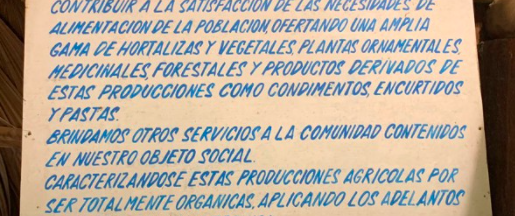 CONTRIBUIR A LA SATISFACCION DE LAS NECESIDADES DE
ALIMENTACION DE LA POBLACION, OFERTANDO UNA AMPLIA
GAMA DE HORTALIZAS Y VEGETALES, PLANTAS ORNAMENTALES,
MEDICINALES, FORESTALES Y PRODUCTOS DERIVADOS DE
ESTAS PRODUCCIONES COMO CONDIMENTOS, ENCURTIDOS
Y PASTAS.
BRINDAMOS OTROS SERVICIOS A LA COMUNIDAD CONTENIDOS
EN NUESTRO OBJETO SOCIAL.
CARACTERIZANDOSE ESTAS PRODUCCIONES AGRICOLAS POR
SER TOTALMENTE ORGANICAS, APLICANDO LOS ADELANTOS